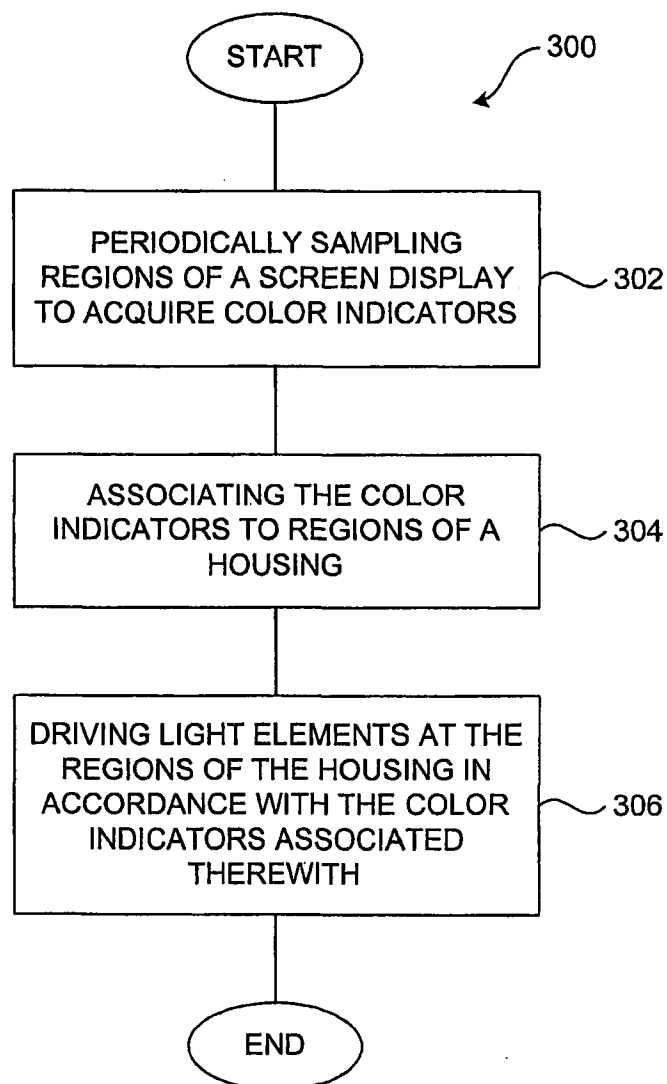 START
300
PERIODICALLY SAMPLING
REGIONS OF A SCREEN DISPLAY
TO ACQUIRE COLOR INDICATORS
302
ASSOCIATING THE COLOR
INDICATORS TO REGIONS OF A
HOUSING
304
DRIVING LIGHT ELEMENTS AT THE
REGIONS OF THE HOUSING IN
ACCORDANCE WITH THE COLOR
INDICATORS ASSOCIATED
THEREWITH
306
END